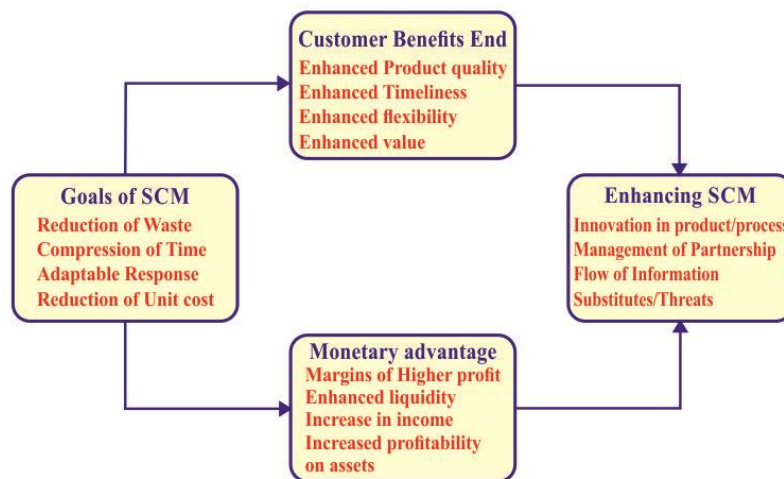 Customer Benefits End
Enhanced Product quality
Enhanced Timeliness
Enhanced flexibility
Enhanced value
Goals of SCM
Reduction of Waste
Compression of Time
Adaptable Response
Reduction of Unit cost
Enhancing SCM
Innovation in product/process
Management of Partnership
Flow of Information
Substitutes/Threats
Monetary advantage
Margins of Higher profit
Enhanced liquidity
Increase in income
Increased profitability
on assets